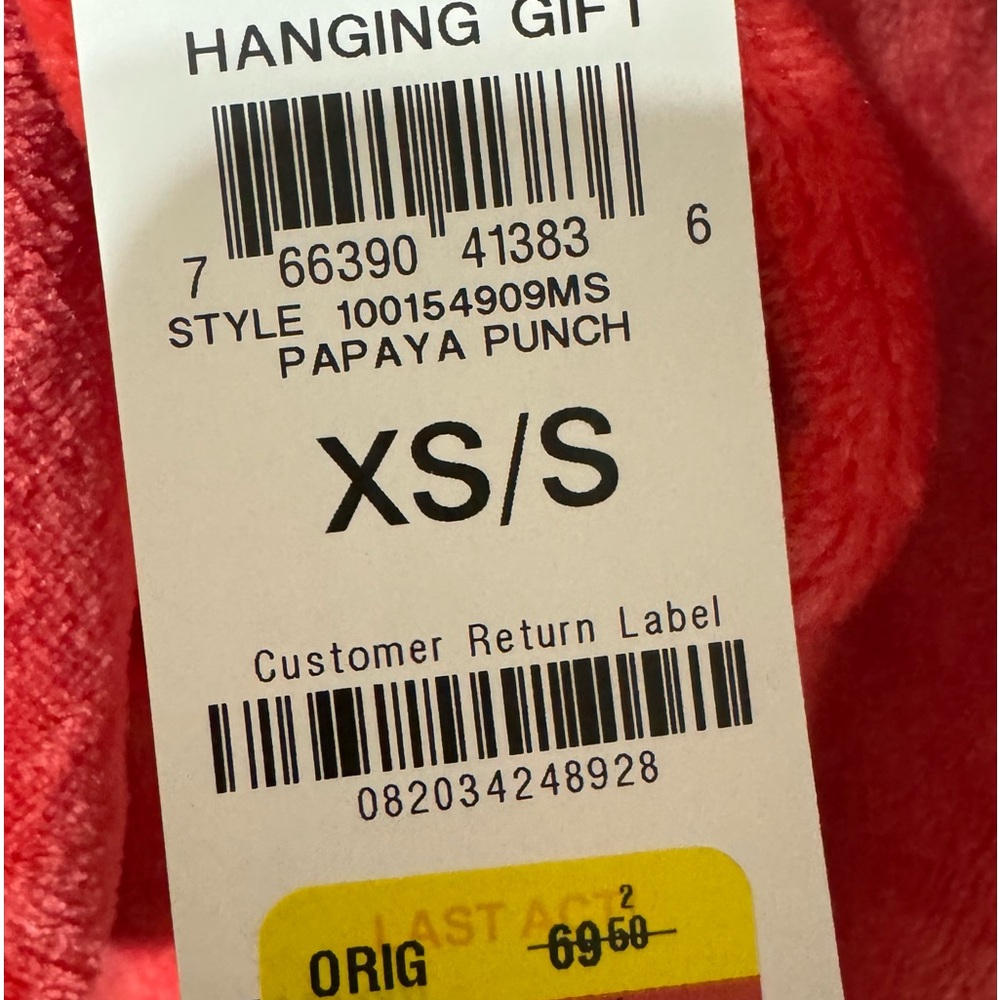 HANGING GIFT
7 66390 41383 6
STYLE 100154909MS
PAPAYA PUNCH
XS/S
Customer Return Label
082034248928
LAST ACT
2
ORIG 69 50